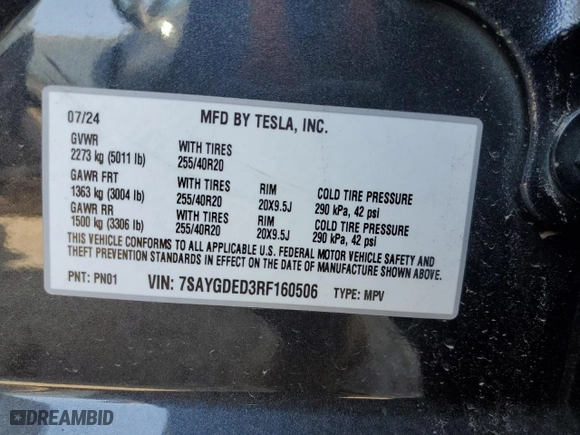 07/24 MFD BY TESLA, INC.
GVWR WITH TIRES
2273 kg (5011 lb) 255/40R20
GAWR FRT WITH TIRES RIM COLD TIRE PRESSURE
1363 kg (3004 lb) 255/40R20 20X9.5J 290 kPa, 42 psi
GAWR RR WITH TIRES RIM COLD TIRE PRESSURE
1500 kg (3306 lb) 255/40R20 20X9.5J 290 kPa, 42 psi
THIS VEHICLE CONFORMS TO ALL APPLICABLE U.S. FEDERAL MOTOR VEHICLE SAFETY AND
THEFT PREVENTION STANDARDS IN EFFECT ON THE DATE OF MANUFACTURE SHOWN ABOVE.
PNT: PN01 VIN: 7SAYGDED3RF160506 TYPE: MPV
DREAMBID